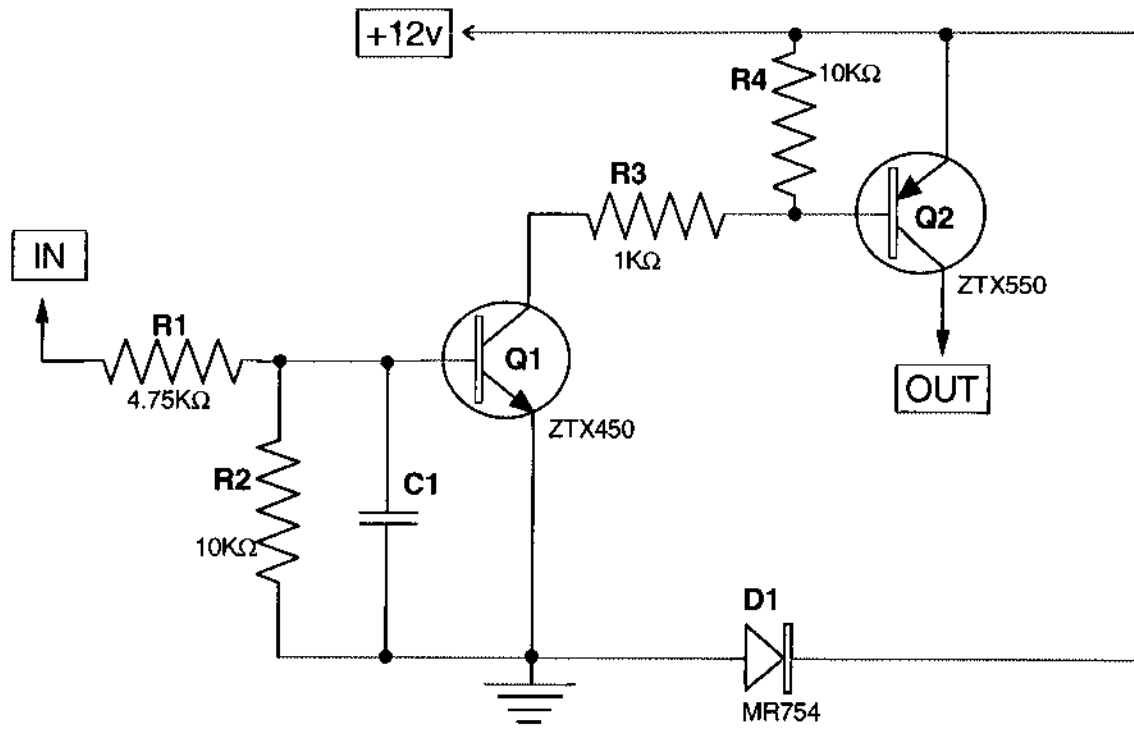 +12v
R4
10KΩ
R3
1KΩ
Q2
ZTX550
IN
R1
4.75KΩ
Q1
ZTX450
OUT
R2
10KΩ
C1
D1
MR754